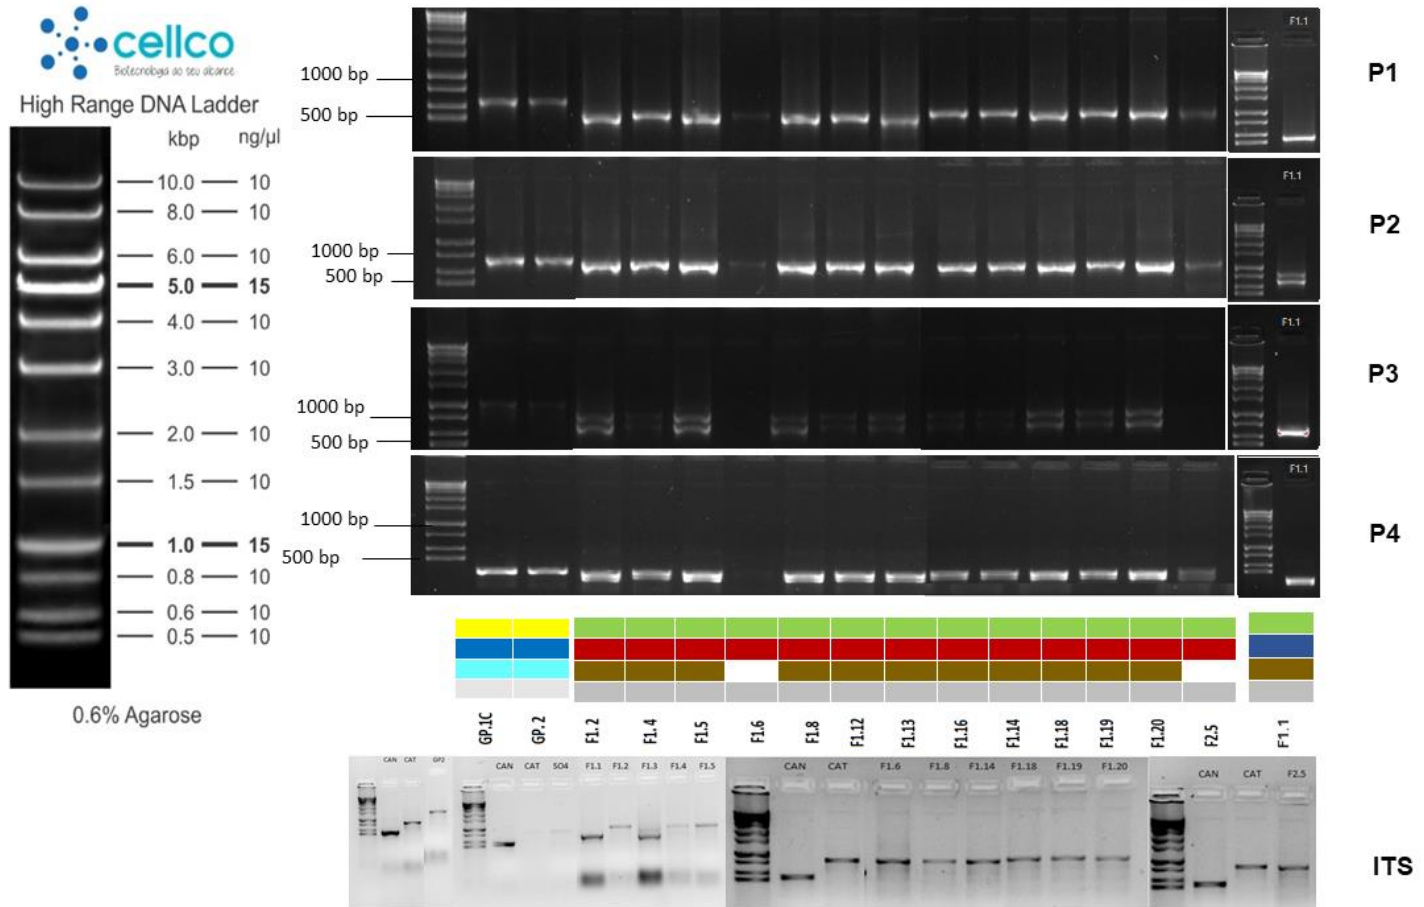 cellco
Biotecnologia ao seu alcance
High Range DNA Ladder
kbp ng/µl
10.0 10
8.0 10
6.0 10
5.0 15
4.0 10
3.0 10
2.0 10
1.5 10
1.0 15
0.8 10
0.6 10
0.5 10
0.6% Agarose
1000 bp
500 bp
F1.1
P1
1000 bp
500 bp
F1.1
P2
1000 bp
500 bp
F1.1
P3
1000 bp
500 bp
F1.1
P4
GP.1C GP. 2 F1. 2 F1. 4 F1.5 F1.6 F1.8 F1.12 F1.13 F1.16 F1.14 F1.18 F1.19 F1.20 F2.5 F1. 1
CAN CAT GP2
CAN CAT SO4 F1.1 F1.2 F1.3 F1.4 F1.5
CAN CAT F1.6 F1.8 F1.14 F1.18 F1.19 F1.20
CAN CAT F2.5
ITS